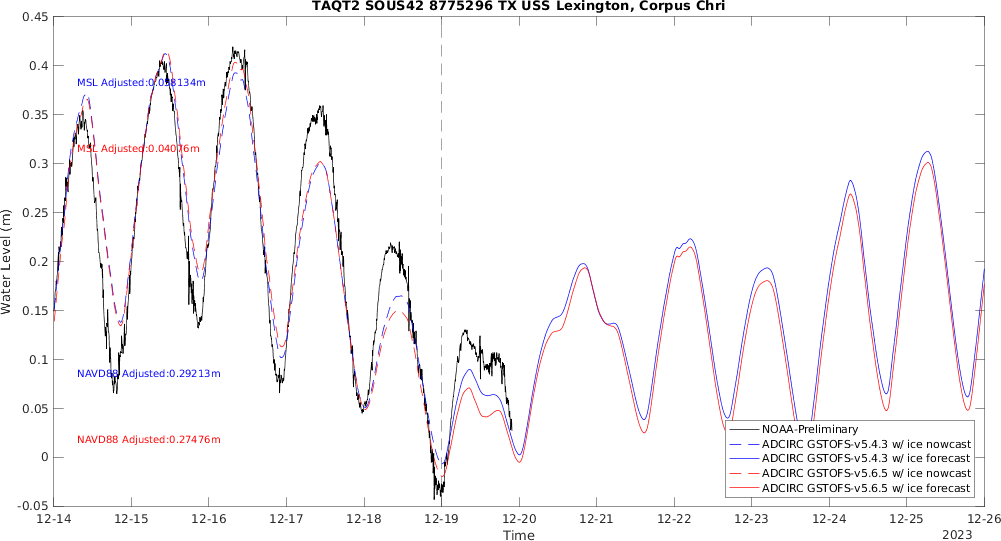 TAQT2 SOUS42 8775296 TX USS Lexington, Corpus Chri
0.45
0.4
0.35
0.3
0.25
0.2
0.15
0.1
0.05
0
-0.05
Water Level (m)
MSL Adjusted:0.038134m
MSL Adjusted:0.04076m
NAVD88 Adjusted:0.29213m
NAVD88 Adjusted:0.27476m
NOAA-Preliminary
ADCIRC GSTOFS-v5.4.3 w/ ice nowcast
ADCIRC GSTOFS-v5.4.3 w/ ice forecast
ADCIRC GSTOFS-v5.6.5 w/ ice nowcast
ADCIRC GSTOFS-v5.6.5 w/ ice forecast
12-14 12-15 12-16 12-17 12-18 12-19 12-20 12-21 12-22 12-23 12-24 12-25 12-26
Time
2023